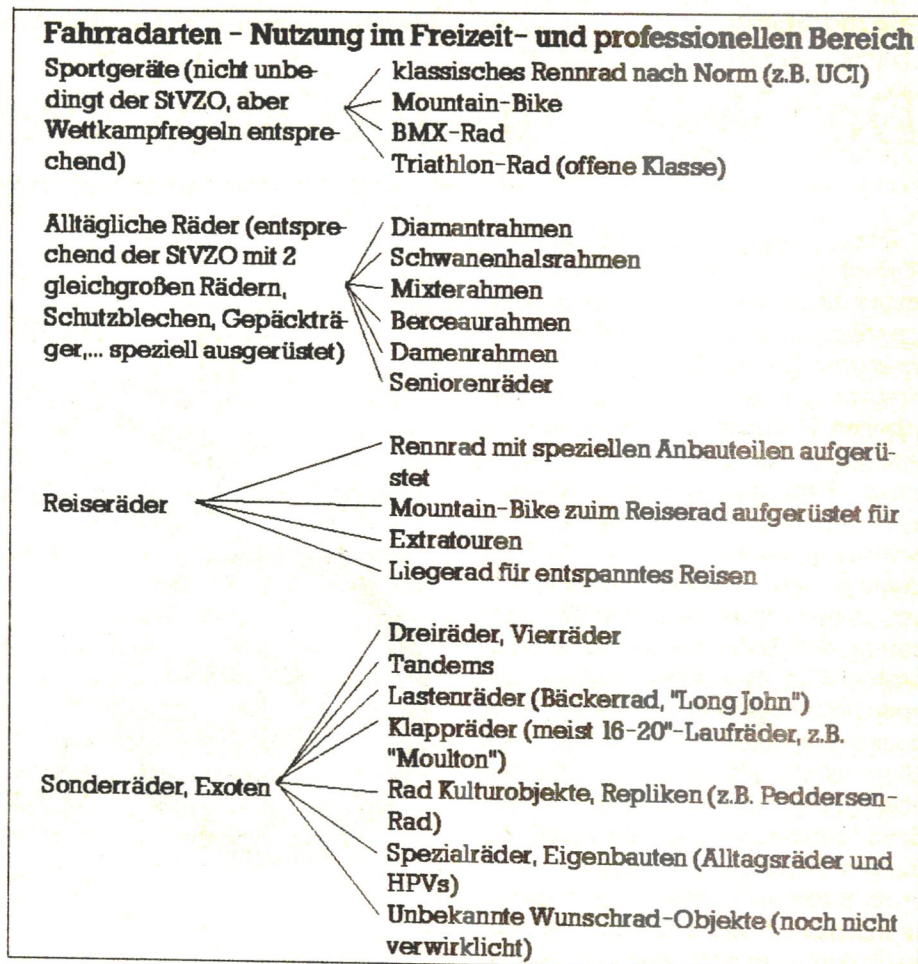 Fahrradarten - Nutzung im Freizeit- und professionellen Bereich
Sportgeräte (nicht unbe-
dingt der StVZO, aber
Wettkampfregeln entspre-
chend)
klassisches Rennrad nach Norm (z.B. UCI)
Mountain-Bike
BMX-Rad
Triathlon-Rad (offene Klasse)
Alltägliche Räder (entspre-
chend der StVZO mit 2
gleichgroßen Rädern,
Schutzblechen, Gepäckträ-
ger,... speziell ausgerüstet)
Diamantrahmen
Schwanenhalsrahmen
Mixterahmen
Berceaurahmen
Damenrahmen
Seniorenräder
Reiseräder
Rennrad mit speziellen Anbauteilen aufgerü-
stet
Mountain-Bike zuim Reiserad aufgerüstet für
Extratouren
Liegerad für entspanntes Reisen
Sonderräder, Exoten
Dreiräder, Vierräder
Tandems
Lastenräder (Bäckerrad, "Long John")
Klappräder (meist 16-20"-Laufräder, z.B.
"Moulton")
Rad Kulturobjekte, Repliken (z.B. Peddersen-
Rad)
Spezialräder, Eigenbauten (Alltagsräder und
HPVs)
Unbekannte Wunschrad-Objekte (noch nicht
verwirklicht)